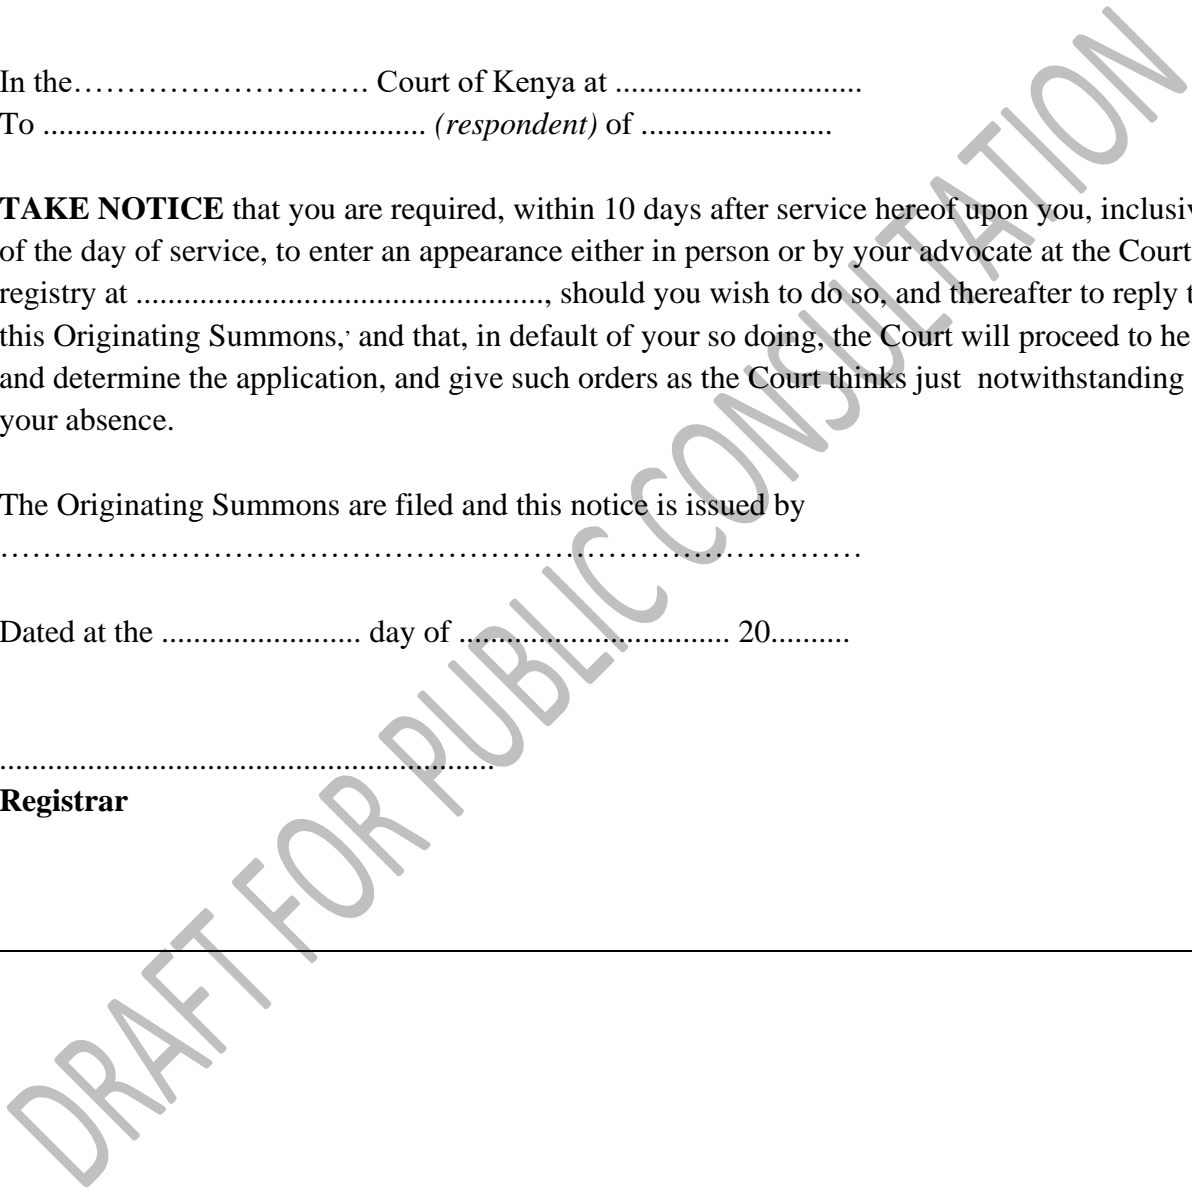 In the…………………………. Court of Kenya at ...............................
To ................................................ (respondent) of ........................
TAKE NOTICE that you are required, within 10 days after service hereof upon you, inclusiv
of the day of service, to enter an appearance either in person or by your advocate at the Court
registry at ..................................................., should you wish to do so, and thereafter to reply t
this Originating Summons,, and that, in default of your so doing, the Court will proceed to he
and determine the application, and give such orders as the Court thinks just notwithstanding
your absence.
The Originating Summons are filed and this notice is issued by
……………………………………………………………………………
Dated at the ......................... day of .................................. 20..........
..............................................................
Registrar
DRAFT FOR PUBLIC CONSULTATION